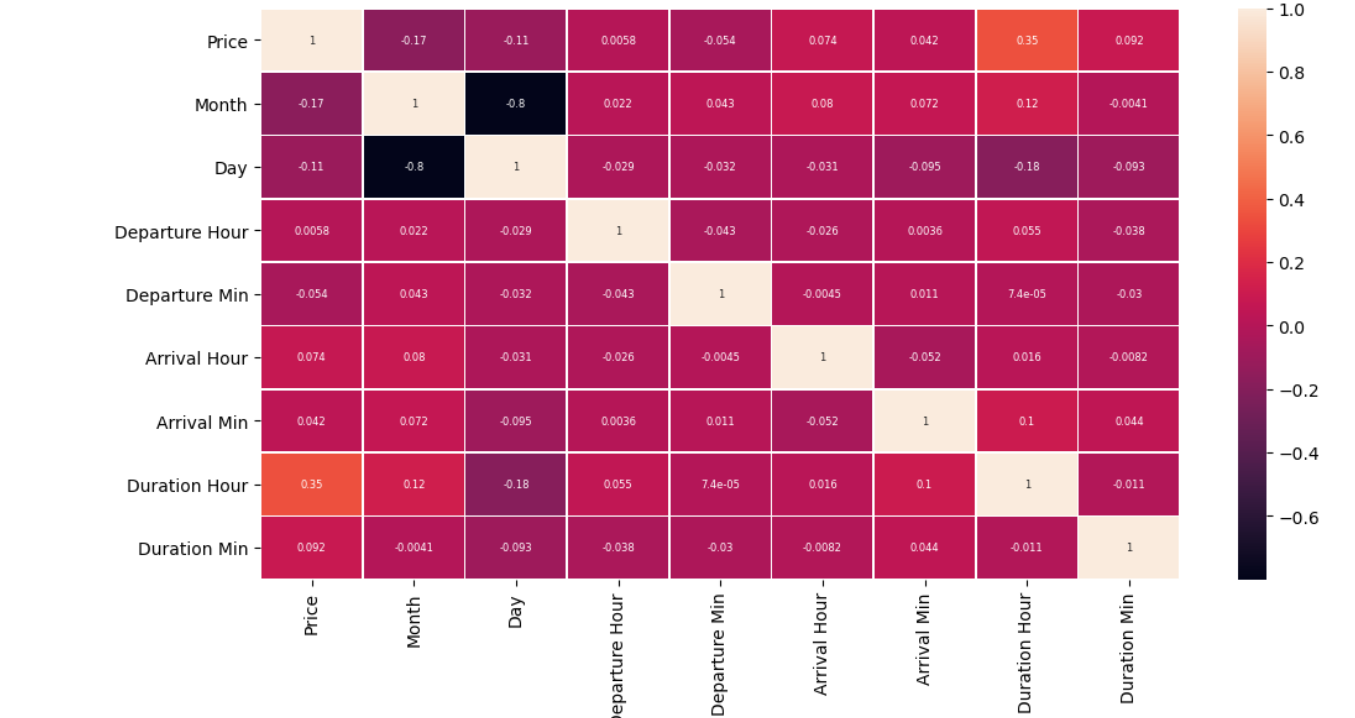 Price 1 -0.17 -0.11 0.0058 -0.054 0.074 0.042 0.35 0.092
Month -0.17 1 -0.8 0.022 0.043 0.08 0.072 0.12 -0.0041
Day -0.11 -0.8 1 -0.029 -0.032 -0.031 -0.095 -0.18 -0.093
Departure Hour 0.0058 0.022 -0.029 1 -0.043 -0.026 0.0036 0.055 -0.038
Departure Min -0.054 0.043 -0.032 -0.043 1 -0.0045 0.011 7.4e-05 -0.03
Arrival Hour 0.074 0.08 -0.031 -0.026 -0.0045 1 -0.052 0.016 -0.0082
Arrival Min 0.042 0.072 -0.095 0.0036 0.011 -0.052 1 0.1 0.044
Duration Hour 0.35 0.12 -0.18 0.055 7.4e-05 0.016 0.1 1 -0.011
Duration Min 0.092 -0.0041 -0.093 -0.038 -0.03 -0.0082 0.044 -0.011 1
Price
Month
Day
Departure Hour
Departure Min
Arrival Hour
Arrival Min
Duration Hour
Duration Min
1.0
0.8
0.6
0.4
0.2
0.0
−0.2
−0.4
−0.6